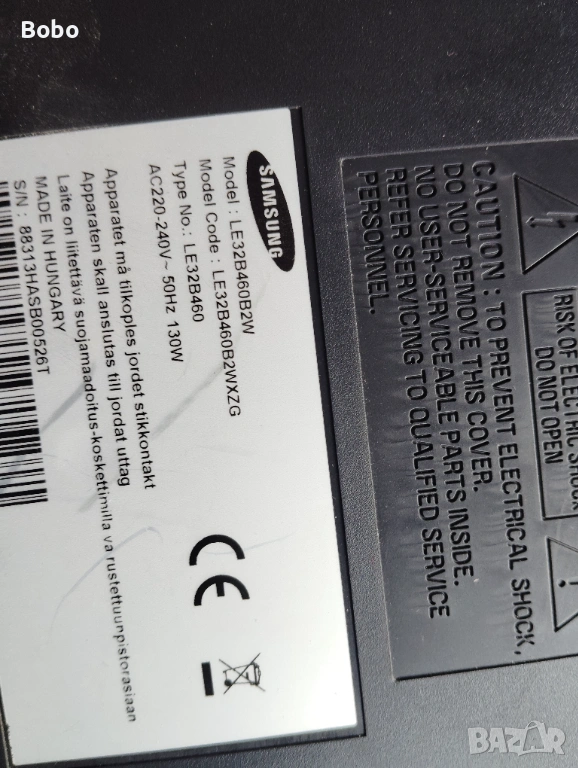 Bobo
SAMSUNG
Model : LE32B460B2W
Model Code : LE32B460B2WXZG
Type No.: LE32B460
AC220-240V~ 50Hz 130W
Apparatet må tilkoples jordet stikkontakt
Apparaten skall anslutas till jordat uttag
Laite on liitettävä suojamaadoitus-koskettimilla va rustettuunpistorasiaan
MADE IN HUNGARY
S/N : 88313HASB00526T
CE
RISK OF ELECTRIC SHOCK
DO NOT OPEN
CAUTION : TO PREVENT ELECTRICAL SHOCK,
DO NOT REMOVE THIS COVER.
NO USER-SERVICEABLE PARTS INSIDE.
REFER SERVICING TO QUALIFIED SERVICE
PERSONNEL.
BAZAR